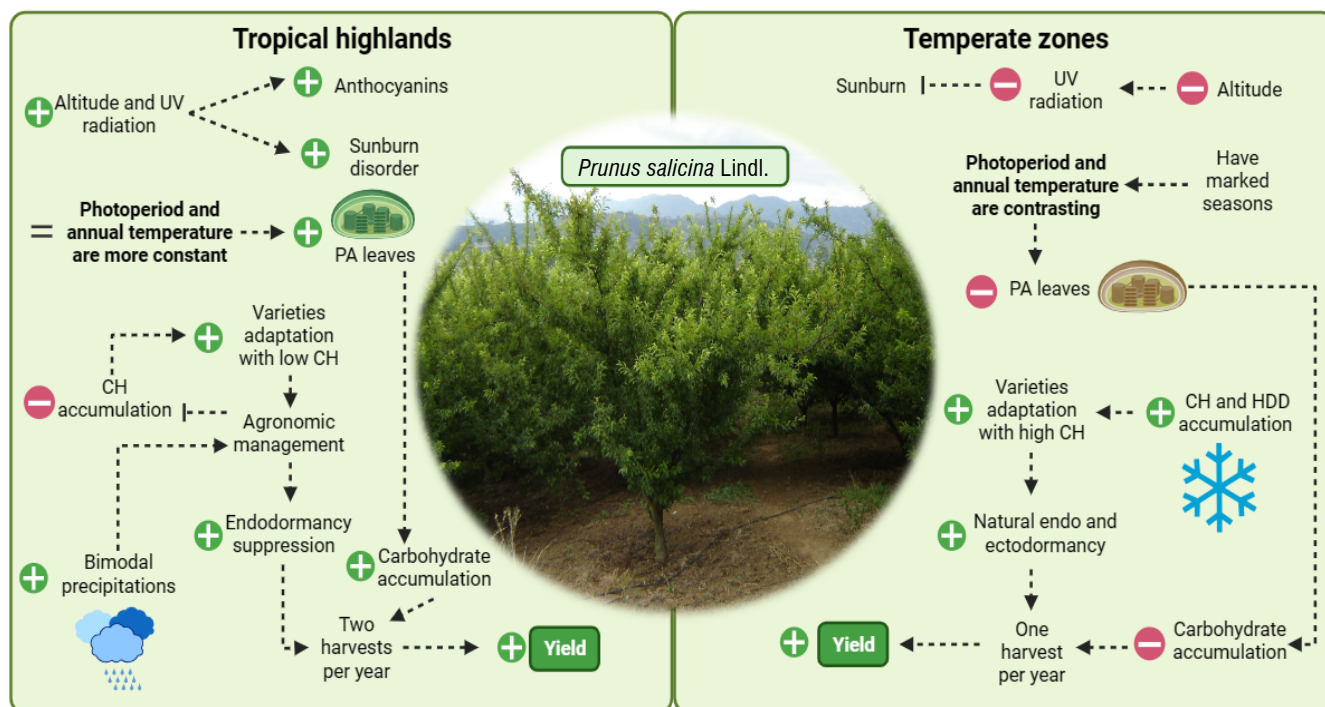 Tropical highlands
Altitude and UV
radiation
Anthocyanins
Sunburn
disorder
=
Photoperiod and
annual temperature
are more constant
PA leaves
Varieties
adaptation
with low CH
CH
accumulation
Agronomic
management
Endodormancy
suppression
Bimodal
precipitations
Carbohydrate
accumulation
Two
harvests
per year
Yield
Prunus salicina Lindl.
Temperate zones
Sunburn
UV
radiation
Altitude
Photoperiod and
annual temperature
are contrasting
Have
marked
seasons
PA leaves
Varieties
adaptation
with high CH
CH and HDD
accumulation
Natural endo and
ectodormancy
Yield
One
harvest
per year
Carbohydrate
accumulation